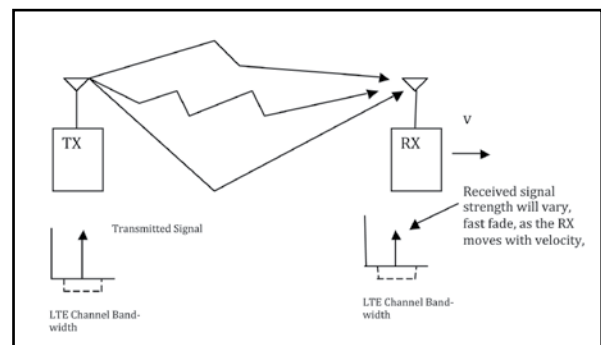 TX
RX
V
Received signal
strength will vary,
fast fade, as the RX
moves with velocity,
Transmitted Signal
LTE Channel Band-
width
LTE Channel Band-
width